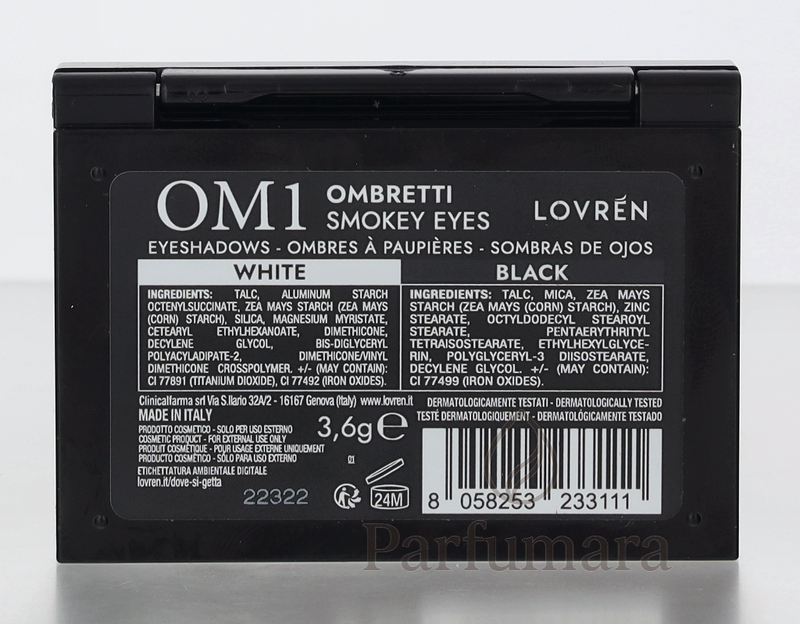 OM1 OMBRETTI
SMOKEY EYES
LOVRÉN
EYESHADOWS - OMBRES À PAUPIÈRES - SOMBRAS DE OJOS
WHITE
INGREDIENTS: TALC, ALUMINUM STARCH
OCTENYLSUCCINATE, ZEA MAYS STARCH (ZEA MAYS
(CORN) STARCH), SILICA, MAGNESIUM MYRISTATE,
CETEARYL ETHYLHEXANOATE, DIMETHICONE,
DECYLENE GLYCOL, BIS-DIGLYCERYL
POLYACYLADIPATE-2, DIMETHICONE/VINYL
DIMETHICONE CROSSPOLYMER. +/- (MAY CONTAIN):
CI 77891 (TITANIUM DIOXIDE), CI 77492 (IRON OXIDES).
BLACK
INGREDIENTS: TALC, MICA, ZEA MAYS
STARCH (ZEA MAYS (CORN) STARCH), ZINC
STEARATE, OCTYLDODECYL STEAROYL
STEARATE, PENTAERYTHRITYL
TETRAISOSTEARATE, ETHYLHEXYLGLYCE-
RIN, POLYGLYCERYL-3 DIISOSTEARATE,
DECYLENE GLYCOL. +/- (MAY CONTAIN):
CI 77499 (IRON OXIDES).
Clinicalfarma srl Via S.Ilario 32A/2 - 16167 Genova (Italy) www.lovren.it
MADE IN ITALY
PRODOTTO COSMETICO - SOLO PER USO ESTERNO
COSMETIC PRODUCT - FOR EXTERNAL USE ONLY
PRODUIT COSMÉTIQUE - POUR USAGE EXTERNE UNIQUEMENT
PRODUCTO COSMÉTICO - SÓLO PARA USO EXTERNO
ETICHETTATURA AMBIENTALE DIGITALE
lovren.it/dove-si-getta
3,6g e
22322
24M
DERMATOLOGICAMENTE TESTATI - DERMATOLOGICALLY TESTED
TESTÉ DERMATOLOGIQUEMENT - DERMATOLÓGICAMENTE TESTADO
8 058253 233111
Parfumara